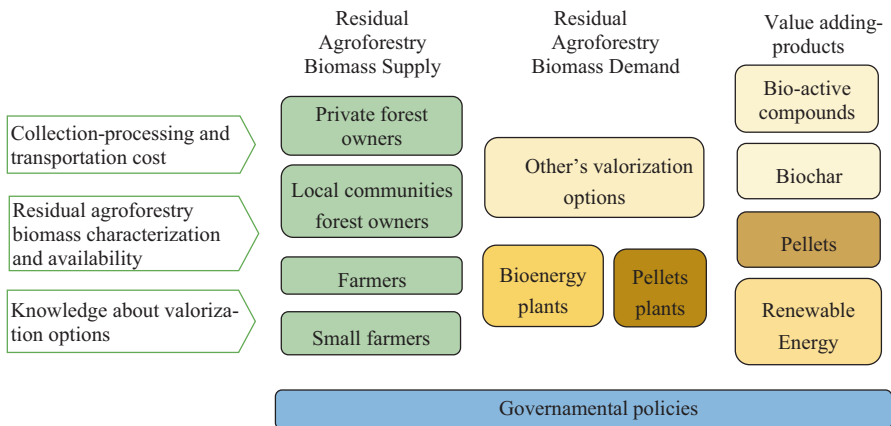 Residual
Agroforestry
Biomass Supply
Residual
Agroforestry
Biomass Demand
Value adding-
products
Collection-processing and
transportation cost
Residual agroforestry
biomass characterization
and availability
Knowledge about valoriza-
tion options
Private forest
owners
Local communities
forest owners
Farmers
Small farmers
Other's valorization
options
Bioenergy
plants
Pellets
plants
Bio-active
compounds
Biochar
Pellets
Renewable
Energy
Governamental policies